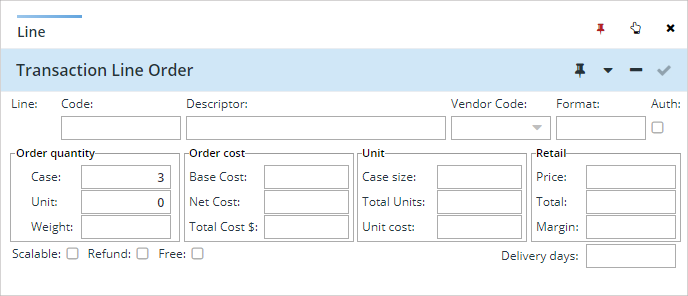 Line
Transaction Line Order
Line: Code: Descriptor: Vendor Code: Format: Auth:
Order quantity Order cost Unit Retail
Case: 3 Base Cost: Case size: Price:
Unit: 0 Net Cost: Total Units: Total:
Weight: Total Cost $: Unit cost: Margin:
Scalable: Refund: Free: Delivery days: